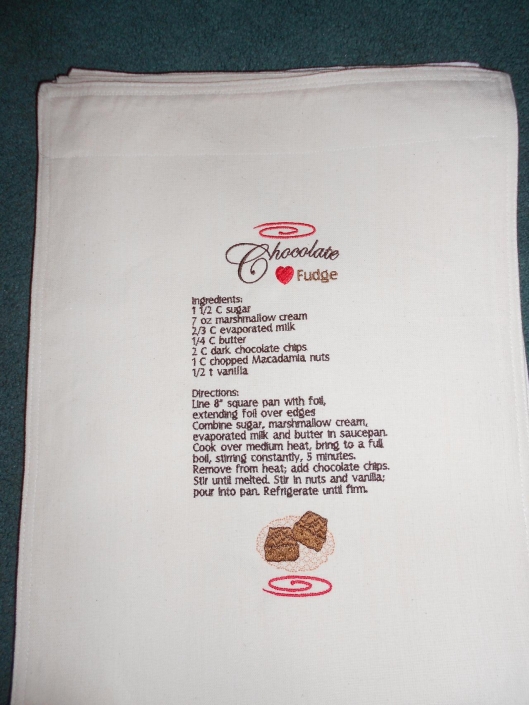 Chocolate
Fudge
Ingredients:
1 1/2 C sugar
7 oz marshmallow cream
2/3 C evaporated milk
1/4 C butter
2 C dark chocolate chips
1 C chopped Macadamia nuts
1/2 t vanilla
Directions:
Line 8" square pan with foil,
extending foil over edges
Combine sugar, marshmallow cream,
evaporated milk and butter in saucepan.
Cook over medium heat, bring to a full
boil, stirring constantly, 5 minutes.
Remove from heat; add chocolate chips.
Stir until melted. Stir in nuts and vanilla;
pour into pan. Refrigerate until firm.